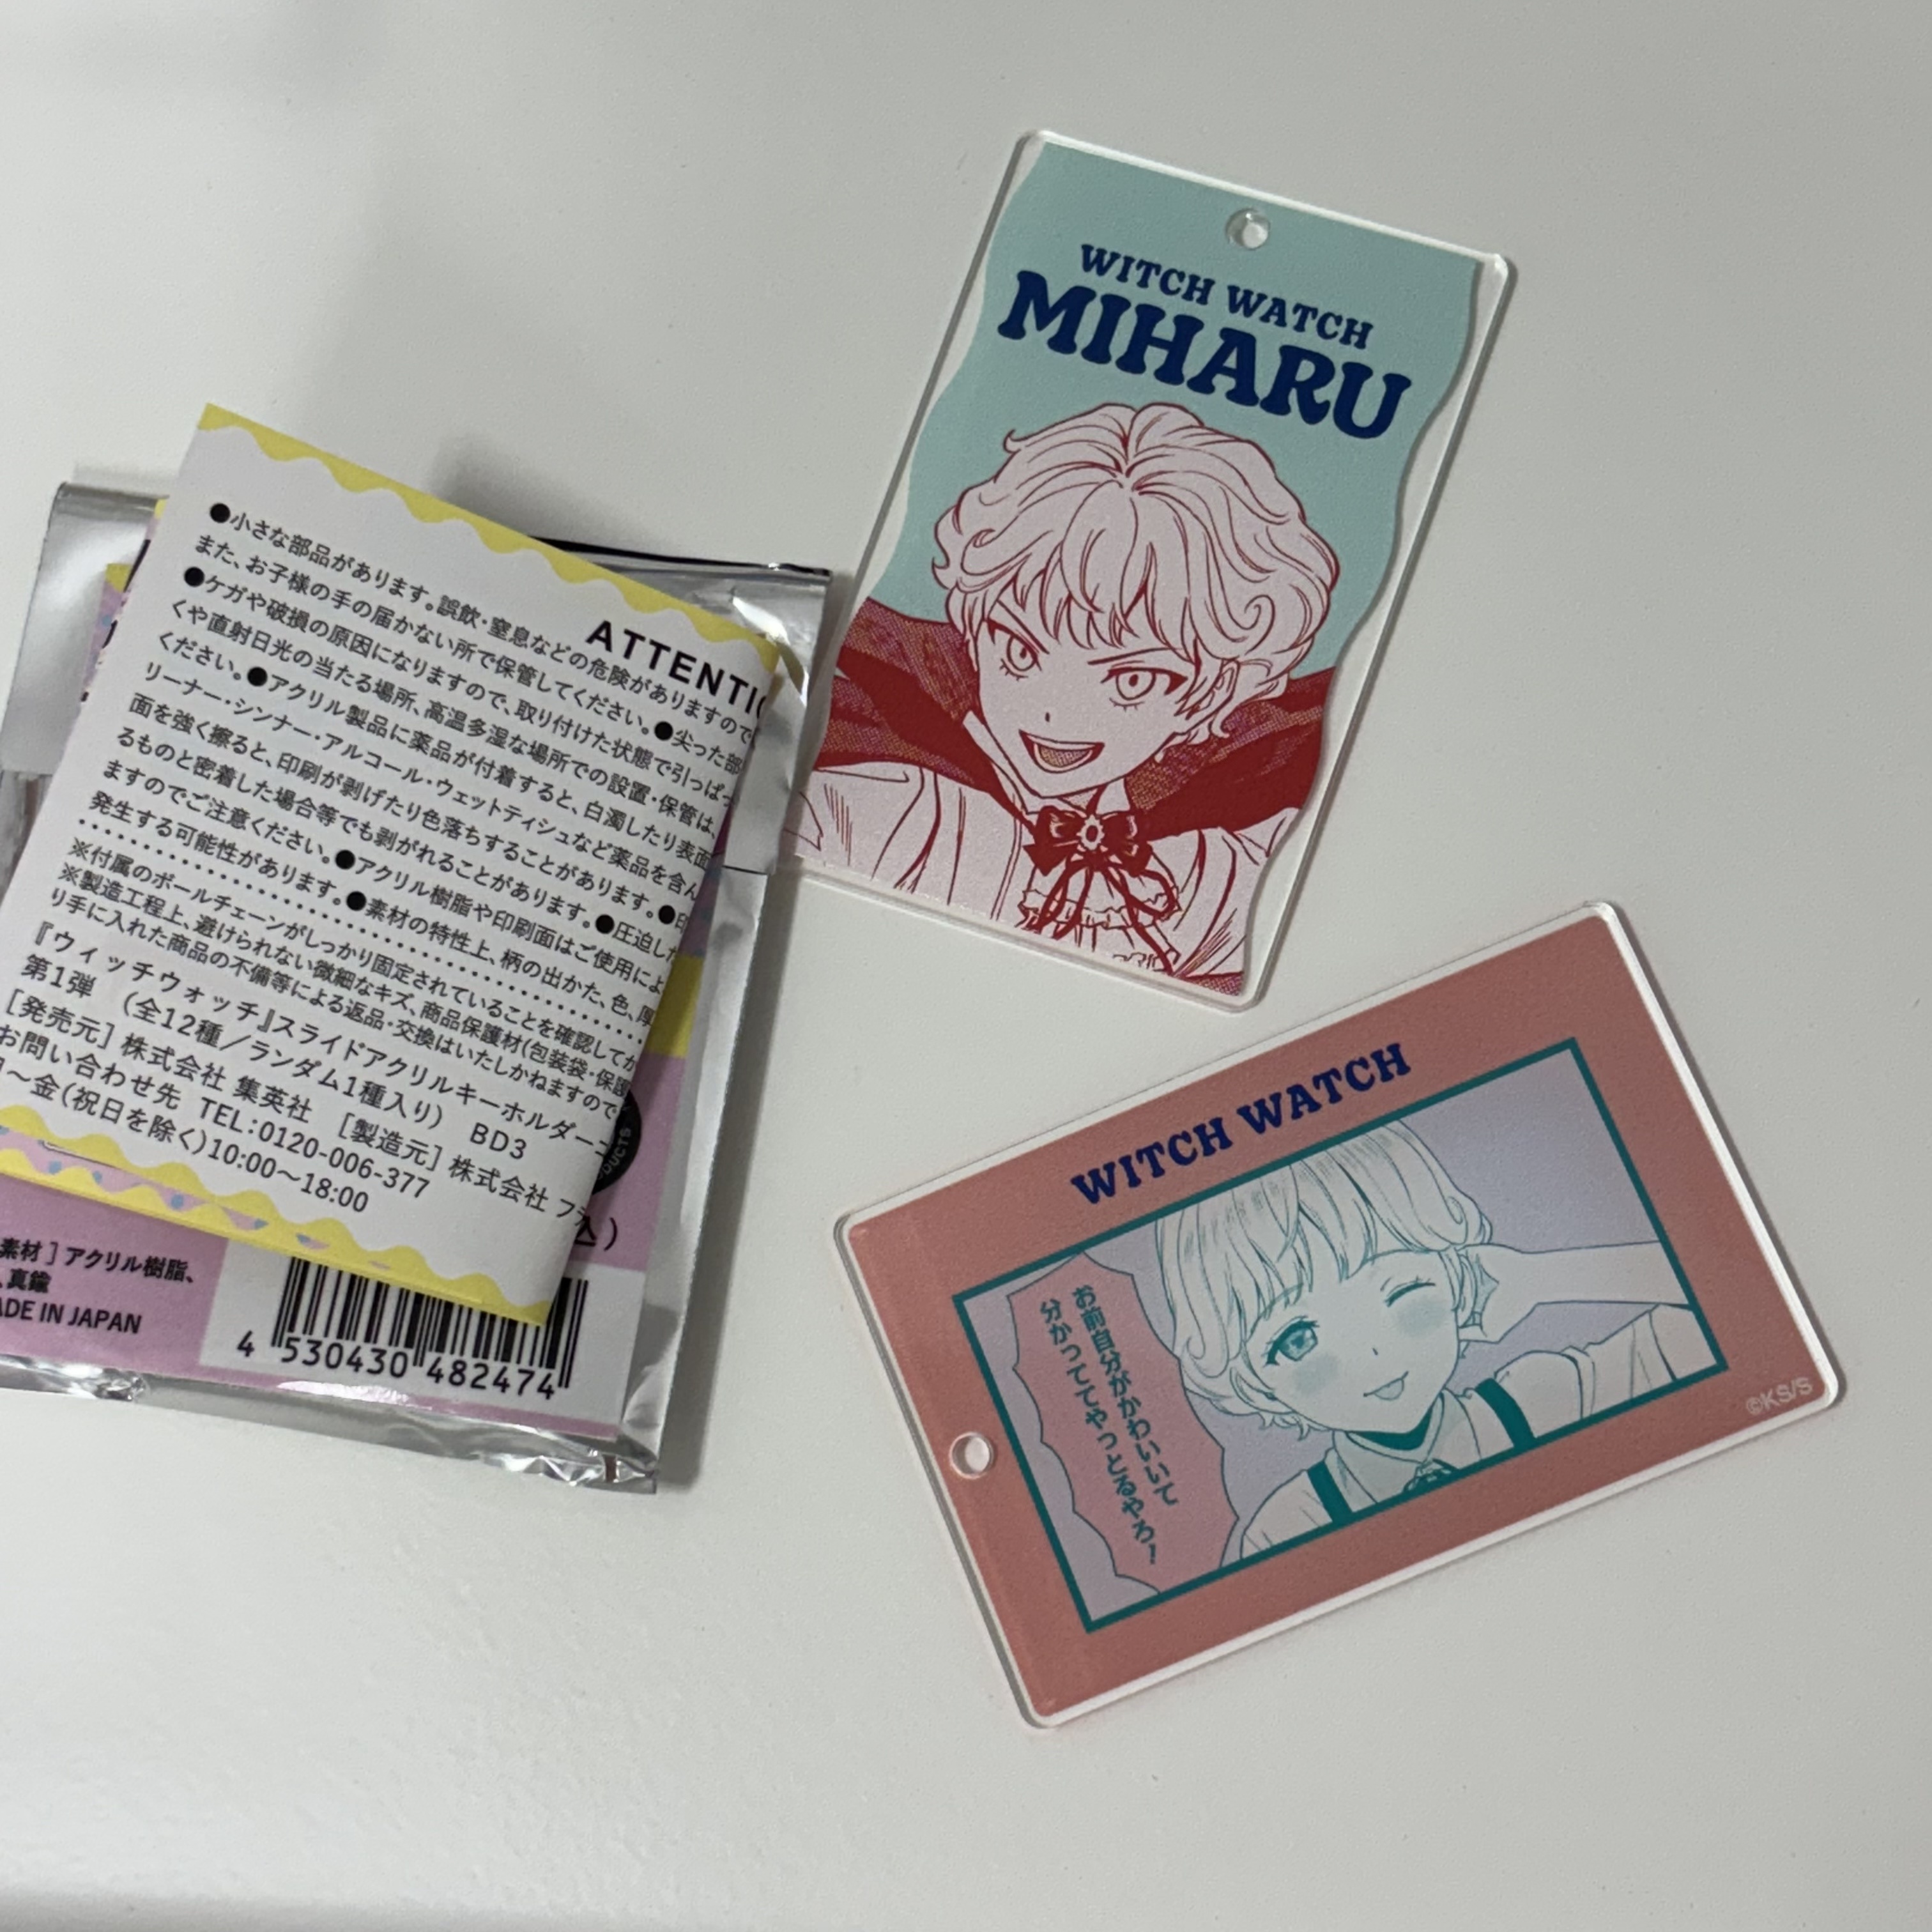 WITCH WATCH
MIHARU
ATTENTI
●小さな部品があります。誤飲・窒息などの危険がありますので
また、お子様の手の届かない所で保管してください。●尖った部
●ケガや破損の原因になりますので、取り付けた状態で引っぱっ
くや直射日光の当たる場所、高温多湿な場所での設置・保管は、
ください。●アクリル製品に薬品が付着すると、白濁したり表面
リーナー・シンナー・アルコール・ウェットティシュなど薬品を含ん
面を強く擦ると、印刷が剥げたり色落ちすることがあります。●印
るものと密着した場合等でも剥がれることがあります。●圧迫し
ますのでご注意ください。●アクリル樹脂や印刷面はご使用によ
発生する可能性があります。●素材の特性上、柄の出かた、色、厚
※付属のボールチェーンがしっかり固定されていることを確認してか
※製造工程上、避けられない微細なキズ、商品保護材(包装袋・保護
り手に入れた商品の不備等による返品・交換はいたしかねますので
『ウィッチウォッチ』スライドアクリルキーホルダーコ
第1弾 (全12種/ランダム1種入り) BD3
[発売元] 株式会社 集英社 [製造元] 株式会社 フラ
お問い合わせ先 TEL:0120-006-377
~金(祝日を除く)10:00~18:00
DUCTS
素材 ] アクリル樹脂、
、真鍮
ADE IN JAPAN
4 530430 482474
WITCH WATCH
お前自分がかわいいて
分かっててやっとるやろ!
©KS/S